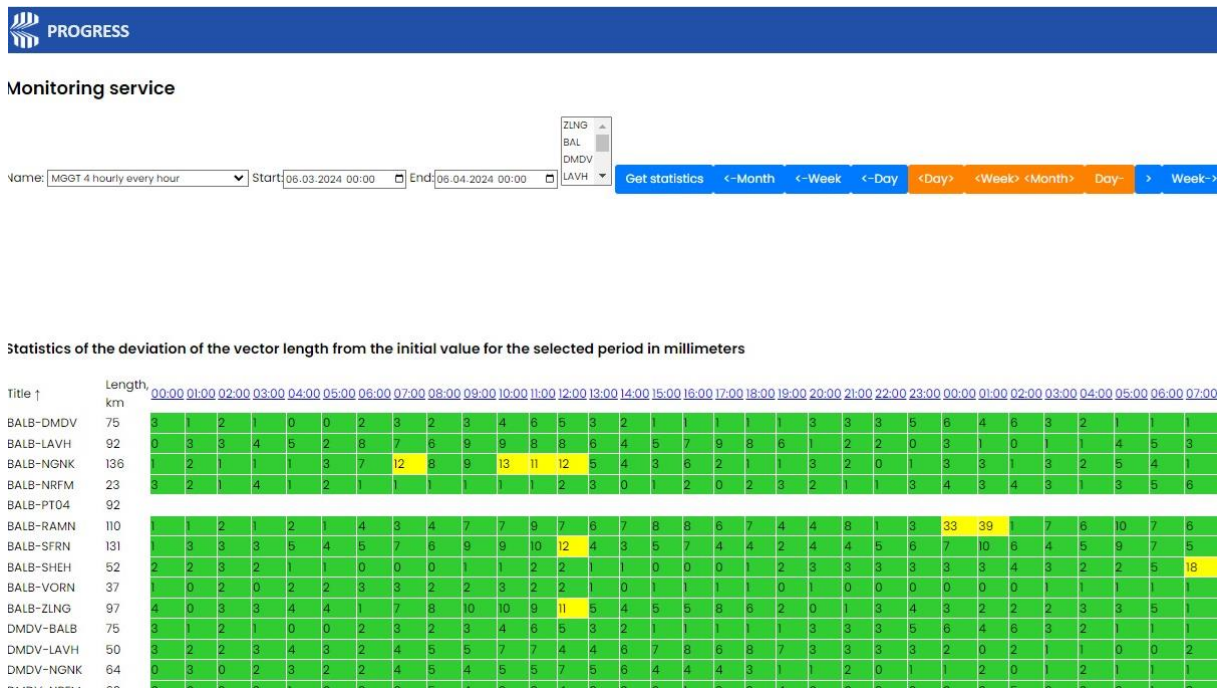 PROGRESS
Monitoring service
ZLNG
BAL
DMDV
LAVH
Name: MGGT 4 hourly every hour Start: 06.03.2024 00:00 End: 06.04.2024 00:00 Get statistics <-Month <-Week <-Day <Day> <Week> <Month> Day- > Week->
Statistics of the deviation of the vector length from the initial value for the selected period in millimeters
Title ↑ Length, km 00:00 01:00 02:00 03:00 04:00 05:00 06:00 07:00 08:00 09:00 10:00 11:00 12:00 13:00 14:00 15:00 16:00 17:00 18:00 19:00 20:00 21:00 22:00 23:00 00:00 01:00 02:00 03:00 04:00 05:00 06:00 07:00
BALB-DMDV 75 3 1 2 1 0 0 2 3 2 3 4 6 5 3 2 1 1 1 1 1 1 3 3 3 5 6 4 6 3 2 1 1 1
BALB-LAVH 92 0 3 3 4 5 2 8 7 6 9 9 8 8 6 4 5 7 9 8 6 1 2 2 0 3 1 0 1 1 4 5 3
BALB-NGNK 136 1 2 1 1 1 3 7 12 8 9 13 11 12 5 4 3 6 2 1 1 3 2 0 1 3 3 1 3 2 5 4 1
BALB-NRFM 23 3 2 1 4 1 2 1 1 1 1 1 1 2 3 0 1 2 0 2 3 2 1 1 3 4 3 4 3 1 3 5 6
BALB-PT04 92
BALB-RAMN 110 1 1 2 1 2 1 4 3 4 7 7 9 7 6 7 8 8 6 7 4 4 8 1 3 33 39 1 7 6 10 7 6
BALB-SFRN 131 1 3 3 3 5 4 5 7 6 9 9 10 12 4 3 5 7 4 4 2 4 4 5 6 7 10 6 4 5 9 7 5
BALB-SHEH 52 2 2 3 2 1 1 0 0 0 1 1 2 2 1 1 0 0 0 1 2 3 3 3 3 3 3 4 3 2 2 5 18
BALB-VORN 37 1 0 2 0 2 2 3 3 2 2 3 2 2 1 0 1 1 1 1 0 1 0 0 0 0 0 0 1 1 1 1 1
BALB-ZLNG 97 4 0 3 3 4 4 1 7 8 10 10 9 11 5 4 5 5 8 6 2 0 1 3 4 3 2 2 2 3 3 5 1
DMDV-BALB 75 3 1 2 1 0 0 2 3 2 3 4 6 5 3 2 1 1 1 1 1 3 3 3 5 6 4 6 3 2 1 1 1
DMDV-LAVH 50 3 2 2 3 4 3 2 4 5 5 7 7 4 4 6 7 8 6 8 7 3 3 3 3 2 0 2 1 1 0 0 2
DMDV-NGNK 64 0 3 0 2 3 2 2 4 5 4 5 5 7 5 6 4 4 4 3 1 1 2 0 1 1 2 0 1 2 1 1 1